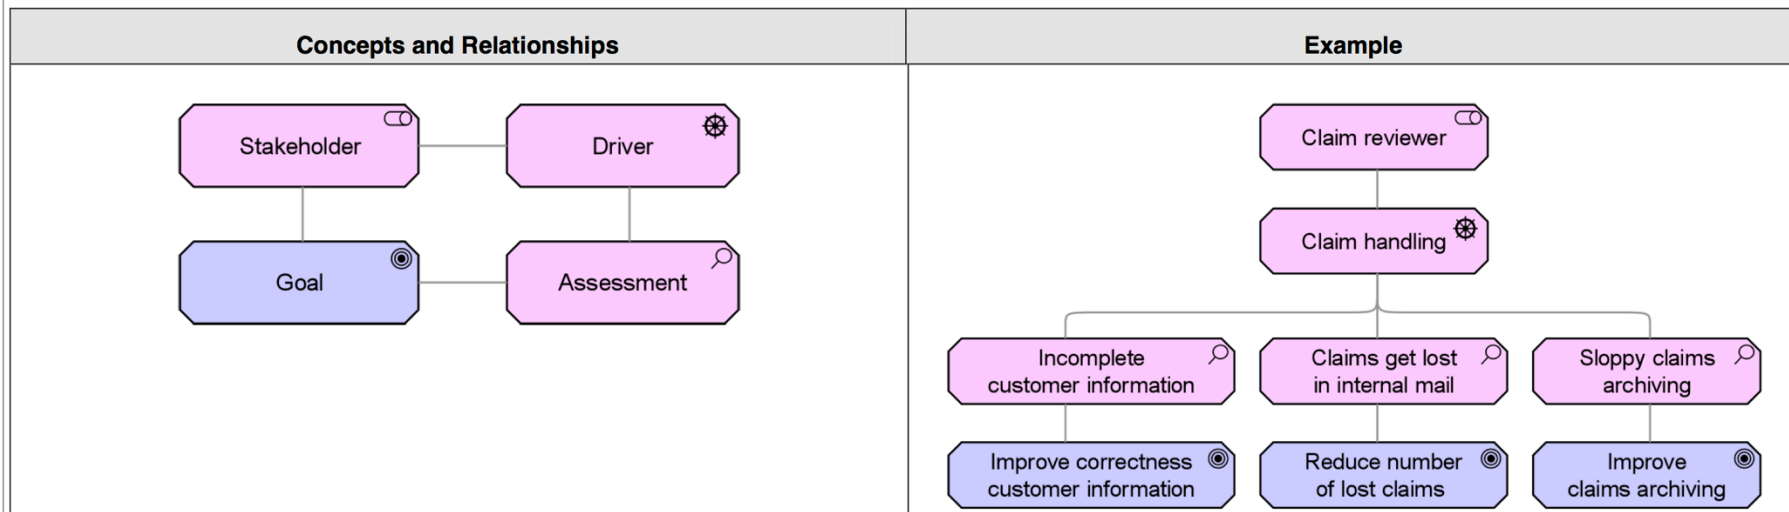 Concepts and Relationships
Example
Stakeholder
Driver
Goal
Assessment
Claim reviewer
Claim handling
Incomplete
customer information
Claims get lost
in internal mail
Sloppy claims
archiving
Improve correctness
customer information
Reduce number
of lost claims
Improve
claims archiving